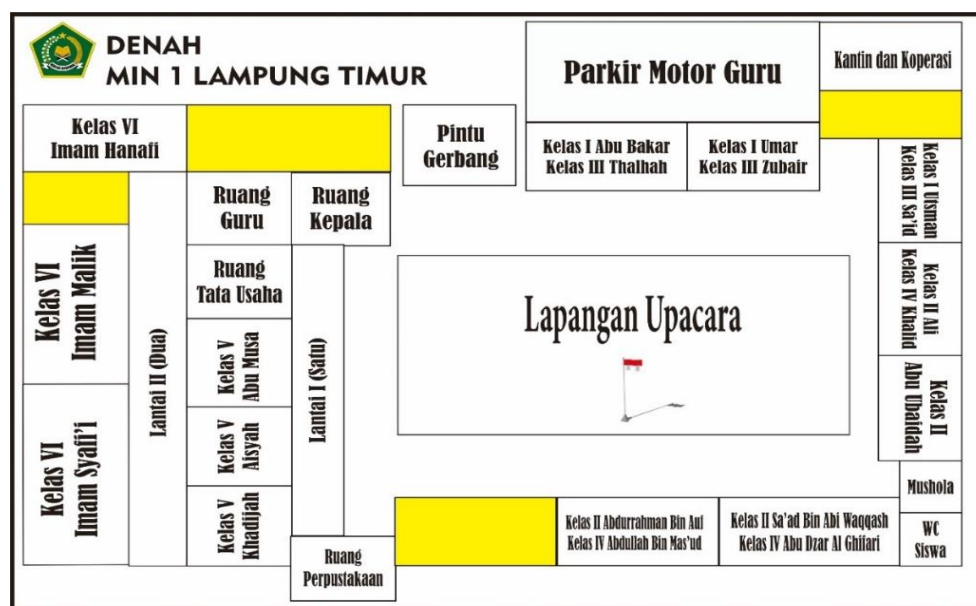 DENAH
MIN 1 LAMPUNG TIMUR
Parkir Motor Guru
Kantin dan Koperasi
Kelas VI
Imam Hanafi
Pintu
Gerbang
Kelas I Abu Bakar
Kelas III Thalhah
Kelas I Umar
Kelas III Zubair
Kelas I Utsman
Kelas III Sa'id
Ruang
Guru
Ruang
Kepala
Kelas VI
Imam Malik
Lantai II (Dua)
Ruang
Tata Usaha
Lantai I (Satu)
Lapangan Upacara
Kelas II Ali
Kelas IV Khalid
Kelas V
Abu Musa
Kelas II
Abu Ubaidah
Kelas VI
Imam Syafi'i
Kelas V
Aisyah
Kelas V
Khadijah
Mushola
Kelas II Abdurrahman Bin Auf
Kelas IV Abdullah Bin Mas'ud
Kelas II Sa'ad Bin Abi Waqqash
Kelas IV Abu Dzar Al Ghifari
WC
Siswa
Ruang
Perpustakaan